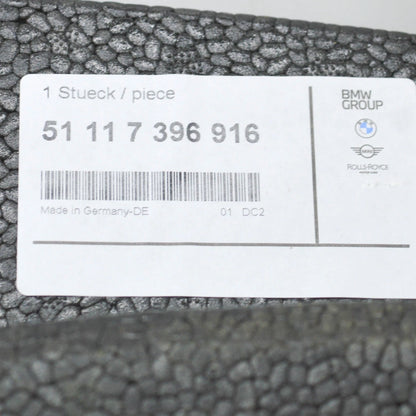 1 Stueck / piece
51 11 7 396 916
Made in Germany-DE 01 DC2
BMW
GROUP
ROLLS-ROYCE